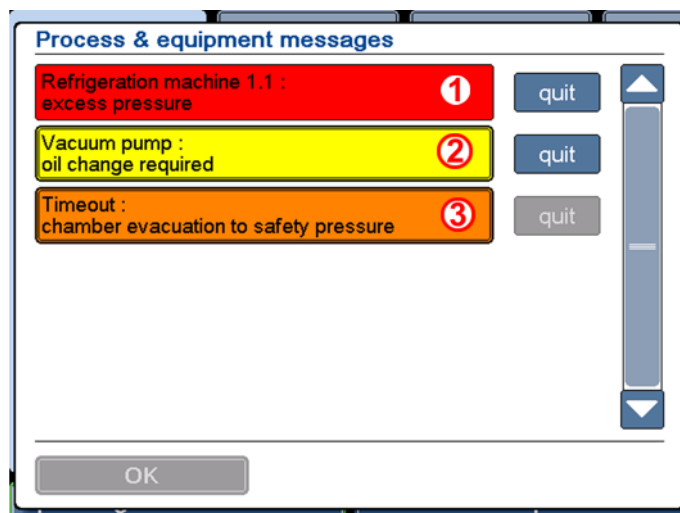 Process & equipment messages
Refrigeration machine 1.1 :
excess pressure
1
quit
Vacuum pump :
oil change required
2
quit
Timeout :
chamber evacuation to safety pressure
3
quit
OK